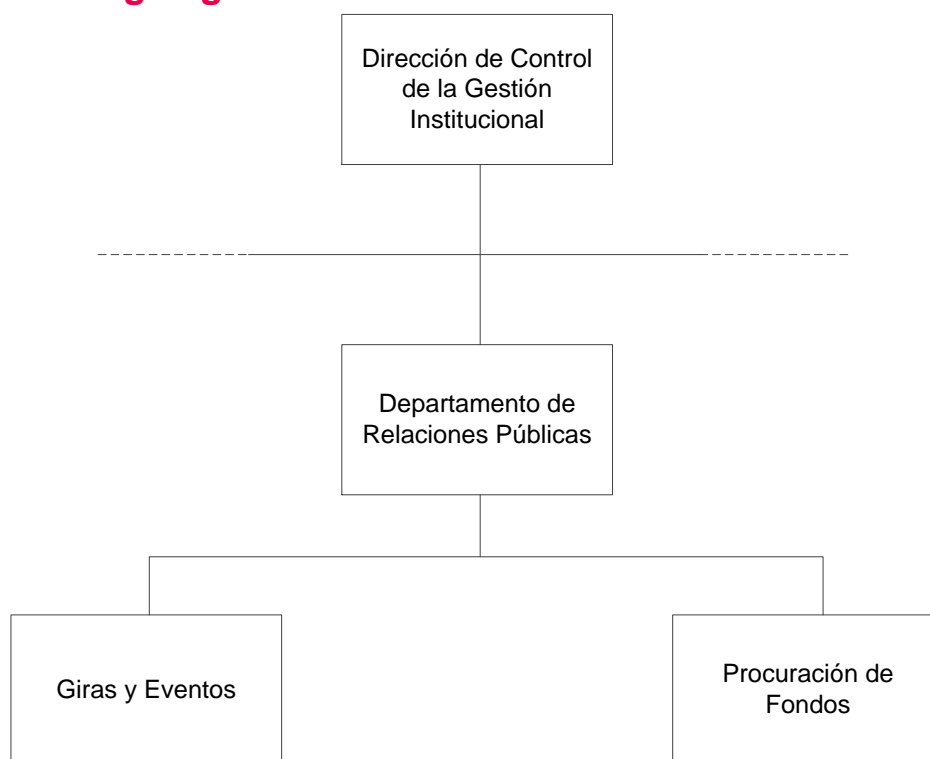 Dirección de Control
de la Gestión
Institucional
Departamento de
Relaciones Públicas
Giras y Eventos
Procuración de
Fondos